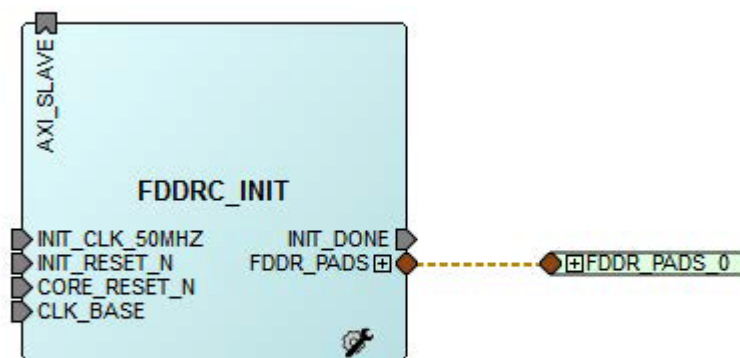 AXI_SLAVE
FDDRC_INIT
INIT_CLK_50MHZ
INIT_DONE
INIT_RESET_N
FDDR_PADS
FDDR_PADS_0
CORE_RESET_N
CLK_BASE